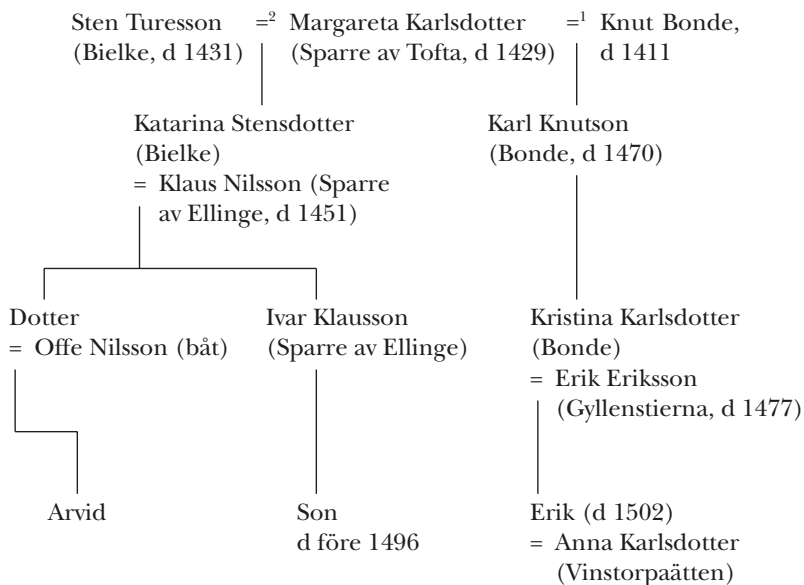 Sten Turesson =² Margareta Karlsdotter =¹ Knut Bonde,
(Bielke, d 1431) (Sparre av Tofta, d 1429) d 1411
Katarina Stensdotter Karl Knutson
(Bielke) (Bonde, d 1470)
= Klaus Nilsson (Sparre
av Ellinge, d 1451)
Dotter Ivar Klausson Kristina Karlsdotter
= Offe Nilsson (båt) (Sparre av Ellinge) (Bonde)
= Erik Eriksson
(Gyllenstierna, d 1477)
Arvid Son Erik (d 1502)
d före 1496 = Anna Karlsdotter
(Vinstorpaätten)